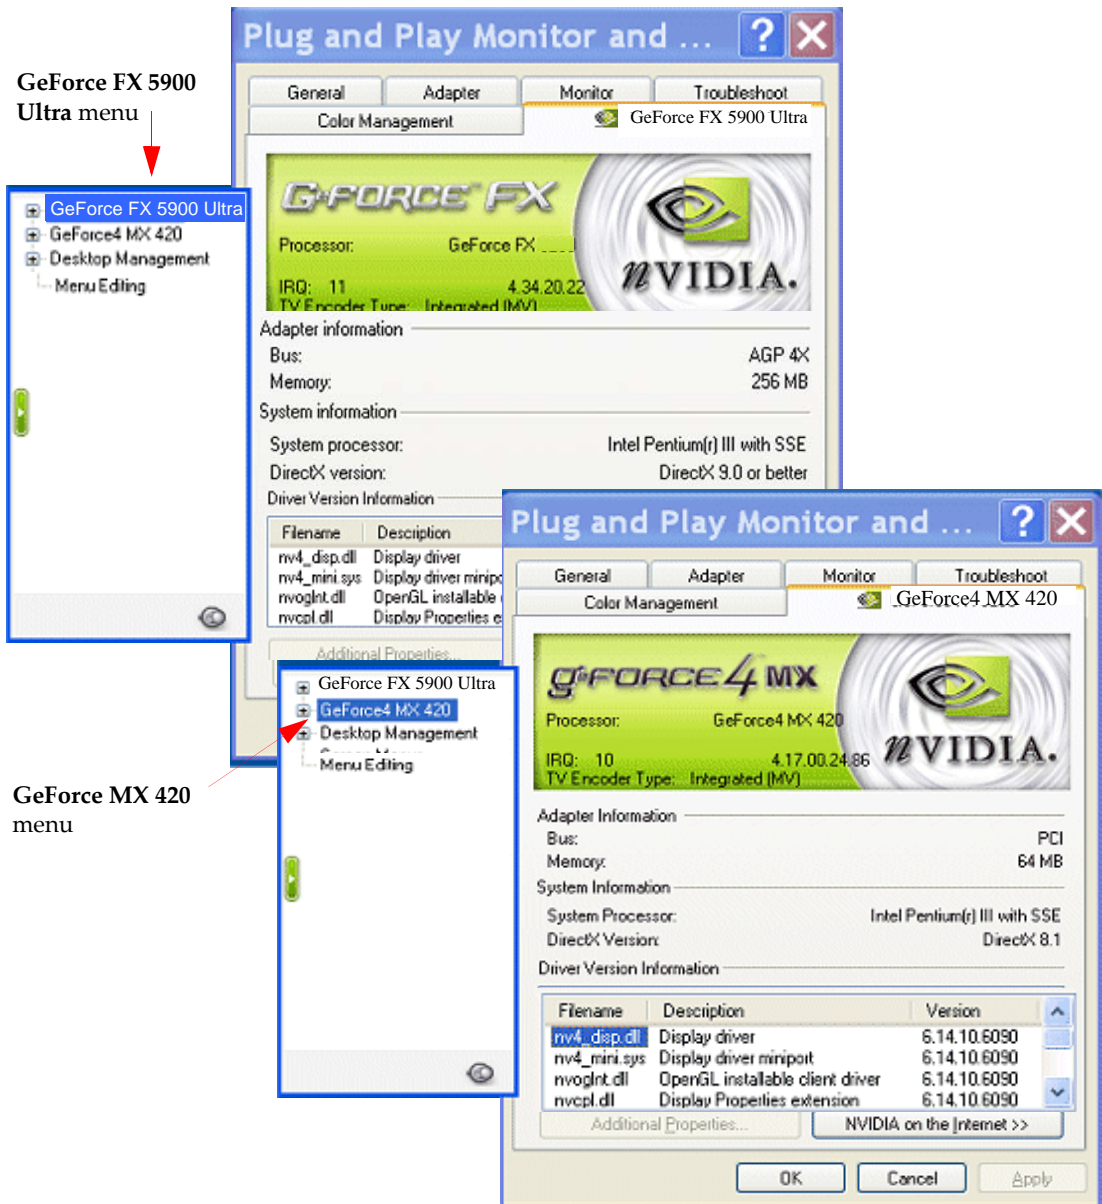 Plug and Play Monitor and ...
GeForce FX 5900
Ultra menu
General Adapter Monitor Troubleshoot
Color Management GeForce FX 5900 Ultra
GeForce FX
nVIDIA.
Processor: GeForce FX
IRQ: 11 4.34.20.22
TV Encoder Type: Integrated (MV)
GeForce FX 5900 Ultra
GeForce4 MX 420
Desktop Management
Menu Editing
Adapter information
Bus: AGP 4X
Memory: 256 MB
System information
System processor: Intel Pentium(r) III with SSE
DirectX version: DirectX 9.0 or better
Driver Version Information
Filename Description
nv4_disp.dll Display driver
nv4_mini.sys Display driver minipo
nvoglnt.dll OpenGL installable
nvcpl.dll Display Properties e
Additional Properties...
Plug and Play Monitor and ...
General Adapter Monitor Troubleshoot
Color Management GeForce4 MX 420
GeForce4 MX
nVIDIA.
Processor: GeForce4 MX 420
IRQ: 10 4.17.00.24.86
TV Encoder Type: Integrated (MV)
GeForce FX 5900 Ultra
GeForce4 MX 420
Desktop Management
Menu Editing
GeForce MX 420
menu
Adapter Information
Bus: PCI
Memory: 64 MB
System Information
System Processor: Intel Pentium(r) III with SSE
DirectX Version: DirectX 8.1
Driver Version Information
Filename Description Version
nv4_disp.dll Display driver 6.14.10.6090
nv4_mini.sys Display driver miniport 6.14.10.6090
nvoglnt.dll OpenGL installable client driver 6.14.10.6090
nvcpl.dll Display Properties extension 6.14.10.6090
Additional Properties... NVIDIA on the Internet >>
OK Cancel Apply